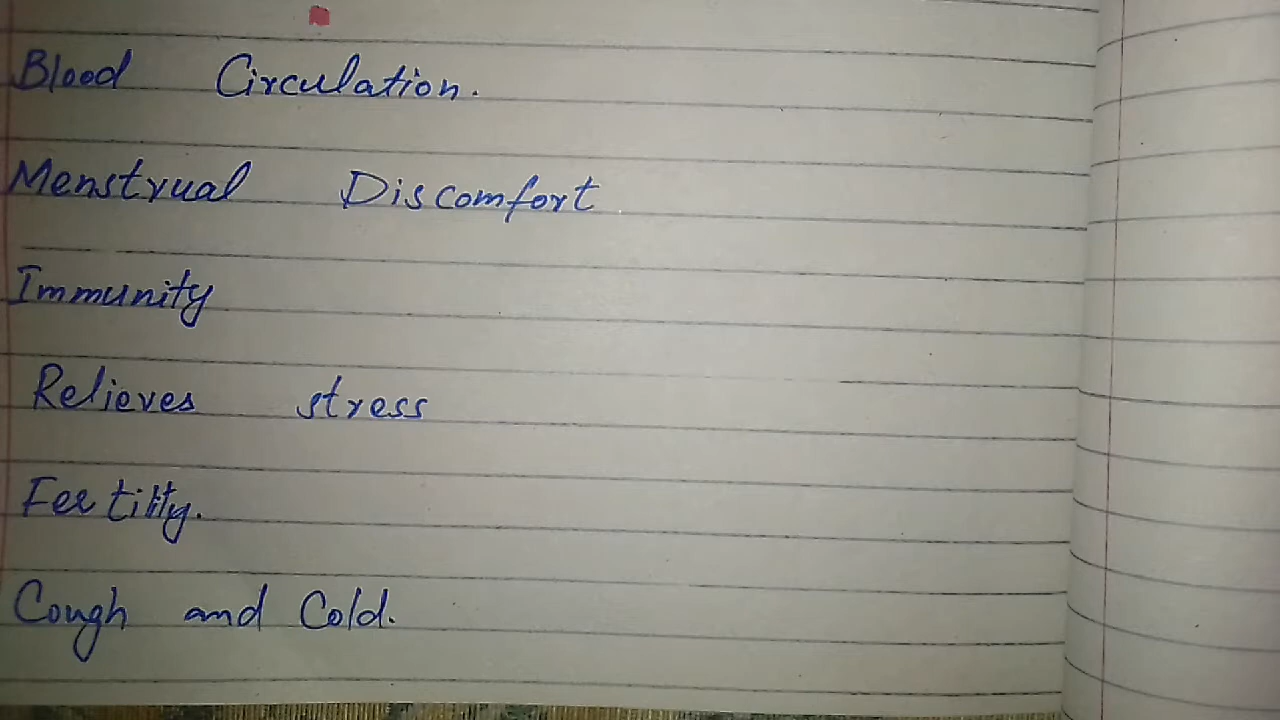 Blood Circulation.
Menstrual Discomfort
Immunity
Relieves stress
Fertility.
Cough and Cold.